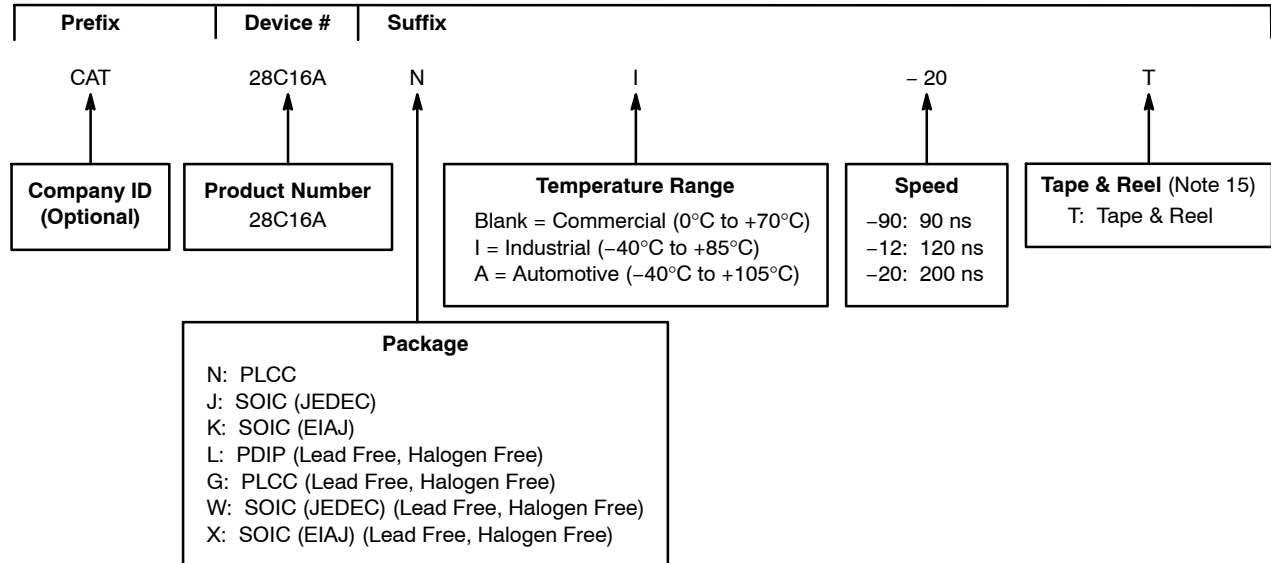 Prefix Device # Suffix
CAT 28C16A N I – 20 T
Company ID
(Optional)
Product Number
28C16A
Temperature Range
Blank = Commercial (0°C to +70°C)
I = Industrial (−40°C to +85°C)
A = Automotive (−40°C to +105°C)
Speed
−90: 90 ns
−12: 120 ns
−20: 200 ns
Tape & Reel (Note 15)
T: Tape & Reel
Package
N: PLCC
J: SOIC (JEDEC)
K: SOIC (EIAJ)
L: PDIP (Lead Free, Halogen Free)
G: PLCC (Lead Free, Halogen Free)
W: SOIC (JEDEC) (Lead Free, Halogen Free)
X: SOIC (EIAJ) (Lead Free, Halogen Free)